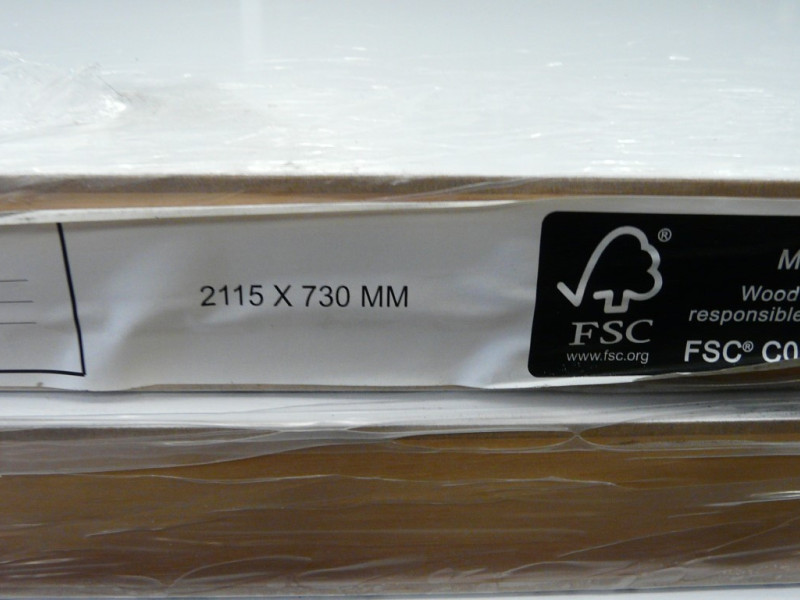 2115 X 730 MM
®
FSC
www.fsc.org
Wood
responsible
FSC® C0